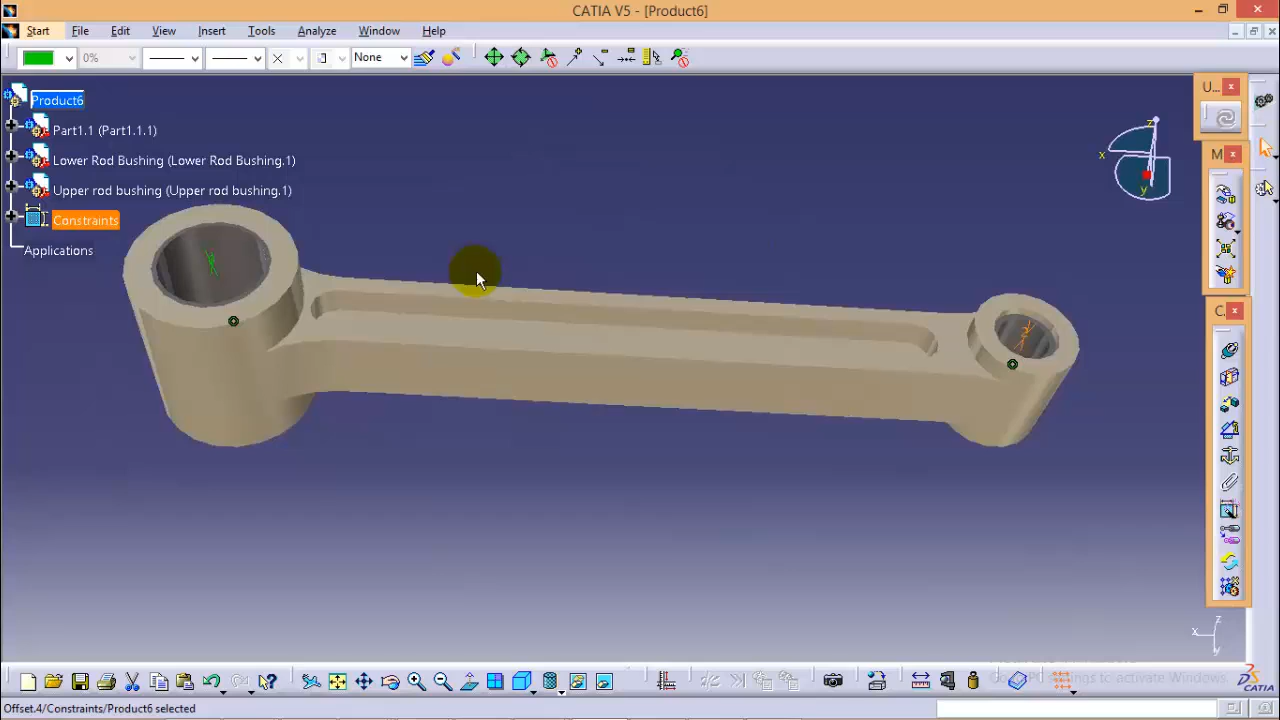 CATIA V5 - [Product6]
Start File Edit View Insert Tools Analyze Window Help
0% None
Product6
Part1.1 (Part1.1.1)
Lower Rod Bushing (Lower Rod Bushing.1)
Upper rod bushing (Upper rod bushing.1)
Constraints
Applications
U...
M
C.
z
x
y
x z
y
CATIA
Offset.4/Constraints/Product6 selected